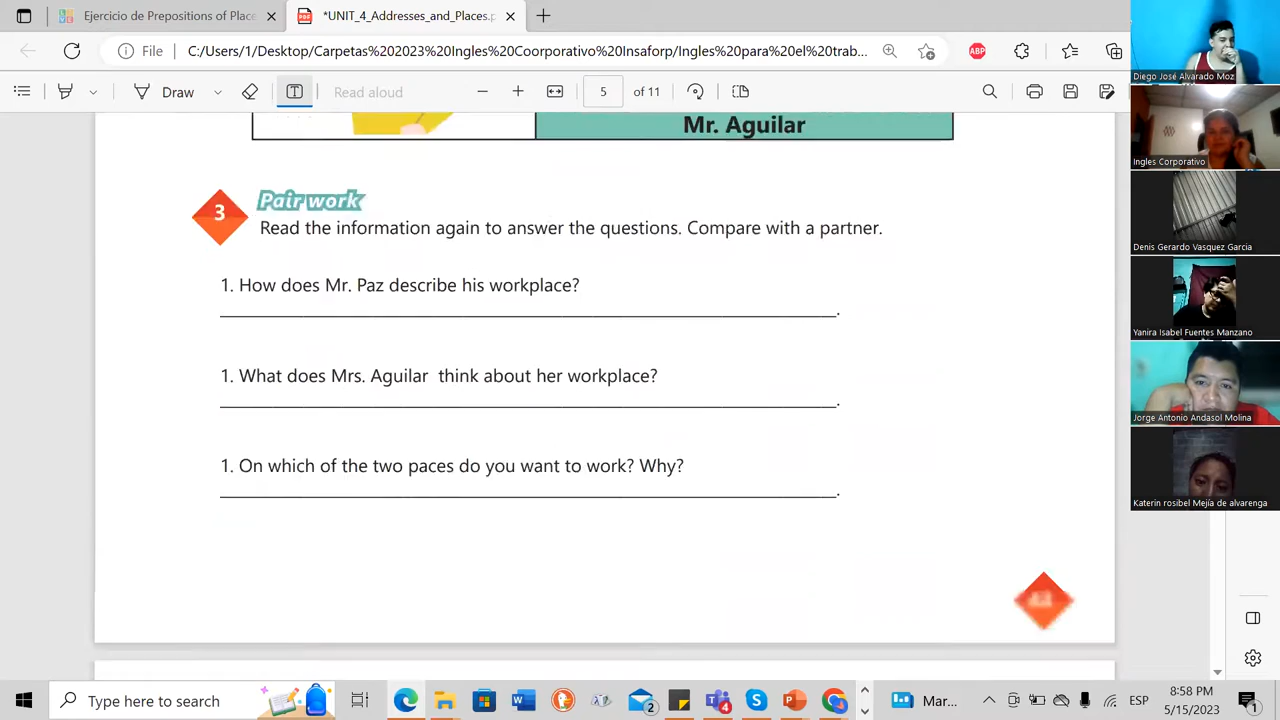 Ejercicio de Prepositions of Place
*UNIT_4_Addresses_and_Places.p
File
C:/Users/1/Desktop/Carpetas%202023%20Ingles%20Coorporativo%20Insaforp/Ingles%20para%20el%20trab...
ABP
Draw
Read aloud
5 of 11
Mr. Aguilar
3
Pair work
Read the information again to answer the questions. Compare with a partner.
1. How does Mr. Paz describe his workplace?
1. What does Mrs. Aguilar think about her workplace?
1. On which of the two paces do you want to work? Why?
Diego José Alvarado Moz
Ingles Corporativo
Denis Gerardo Vasquez Garcia
Yanira Isabel Fuentes Manzano
Jorge Antonio Andasol Molina
Katerin rosibel Mejía de alvarenga
Type here to search
2
4
Mar...
ESP
8:58 PM
5/15/2023
1